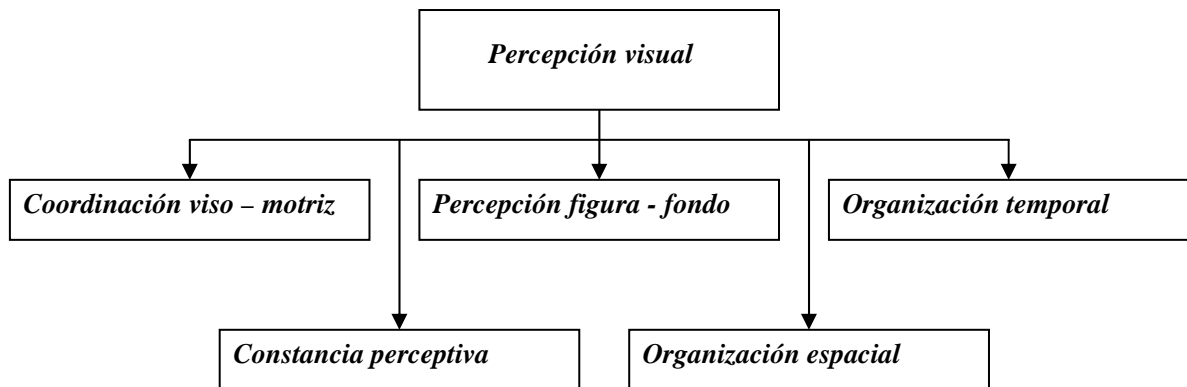 Percepción visual
Coordinación viso – motriz
Percepción figura - fondo
Organización temporal
Constancia perceptiva
Organización espacial